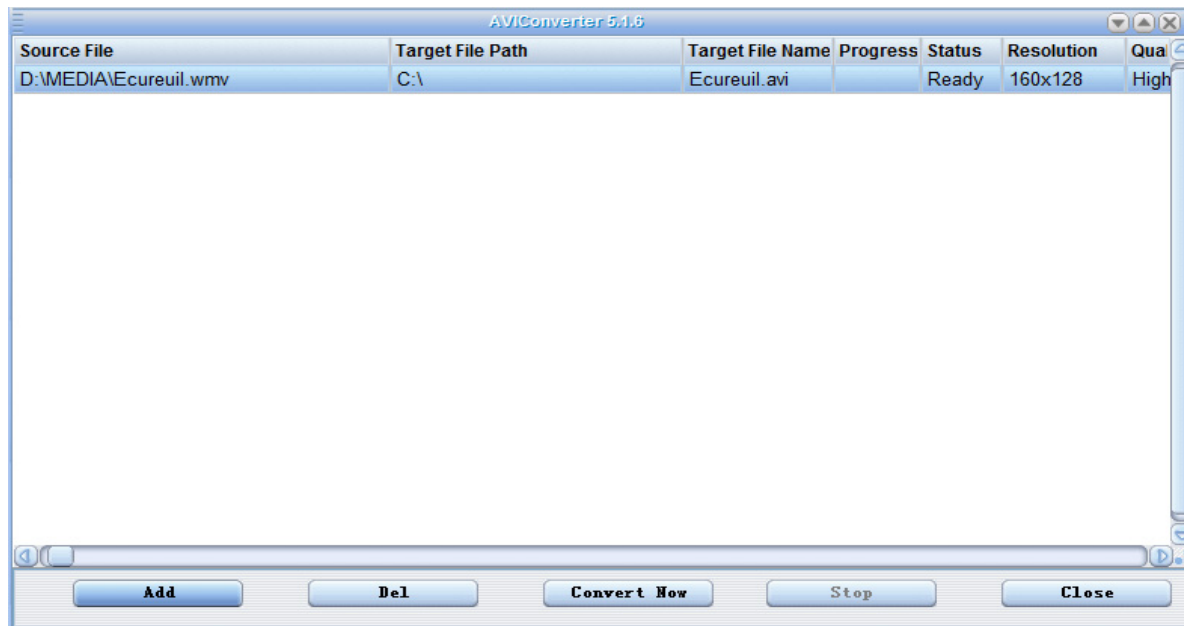 AVIConverter 5.1.6
Source File Target File Path Target File Name Progress Status Resolution Qual
D:\MEDIA\Ecureuil.wmv C:\ Ecureuil.avi Ready 160x128 High
Add Del Convert Now Stop Close